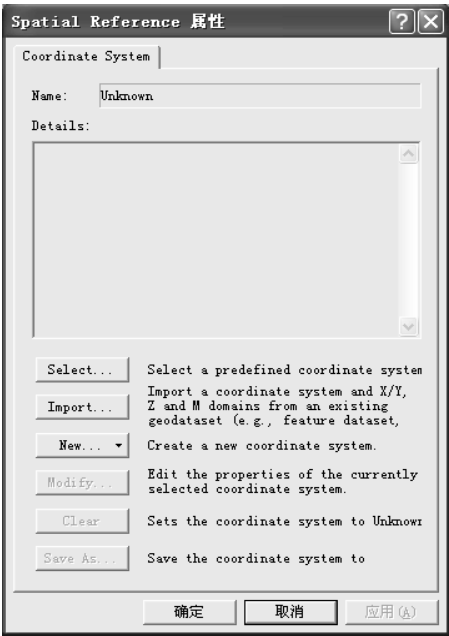 Spatial Reference 属性
Coordinate System
Name: Unknown
Details:
Select... Select a predefined coordinate system
Import... Import a coordinate system and X/Y,
Z and M domains from an existing
geodataset (e.g., feature dataset,
New... Create a new coordinate system.
Modify... Edit the properties of the currently
selected coordinate system.
Clear Sets the coordinate system to Unknown
Save As... Save the coordinate system to
确定 取消 应用(A)